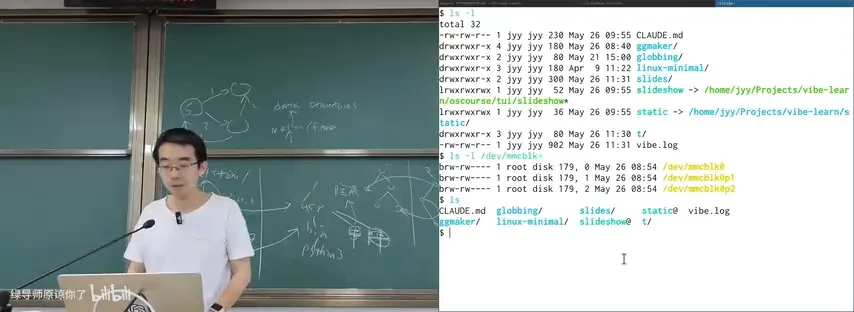 $ ls -l
total 32
-rw-rw-r-- 1 jyy jyy 230 May 26 09:55 CLAUDE.md
drwxrwxr-x 4 jyy jyy 180 May 26 08:40 ggmaker/
drwxrwxr-x 2 jyy jyy  80 May 21 15:00 globbing/
drwxrwxr-x 3 jyy jyy 180 Apr  9 11:22 linux-minimal/
drwxrwxr-x 2 jyy jyy 300 May 26 11:31 slides/
lrwxrwxrwx 1 jyy jyy  52 May 26 09:55 slideshow -> /home/jyy/Projects/vibe-lear
n/oscourse/tui/slideshow*
lrwxrwxrwx 1 jyy jyy  36 May 26 09:55 static -> /home/jyy/Projects/vibe-learn/s
tatic/
drwxrwxr-x 3 jyy jyy  80 May 26 11:30 t/
-rw-rw-r-- 1 jyy jyy 902 May 26 11:31 vibe.log
$ ls -l /dev/mmcblk*
brw-rw---- 1 root disk 179, 0 May 26 08:54 /dev/mmcblk0
brw-rw---- 1 root disk 179, 1 May 26 08:54 /dev/mmcblk0p1
brw-rw---- 1 root disk 179, 2 May 26 08:54 /dev/mmcblk0p2
$ ls
CLAUDE.md  globbing/  slides/  static@  vibe.log
ggmaker/  linux-minimal/  slideshow@  t/
$
data structures
usr
bin
python3
绿导师原谅你了
bilibili